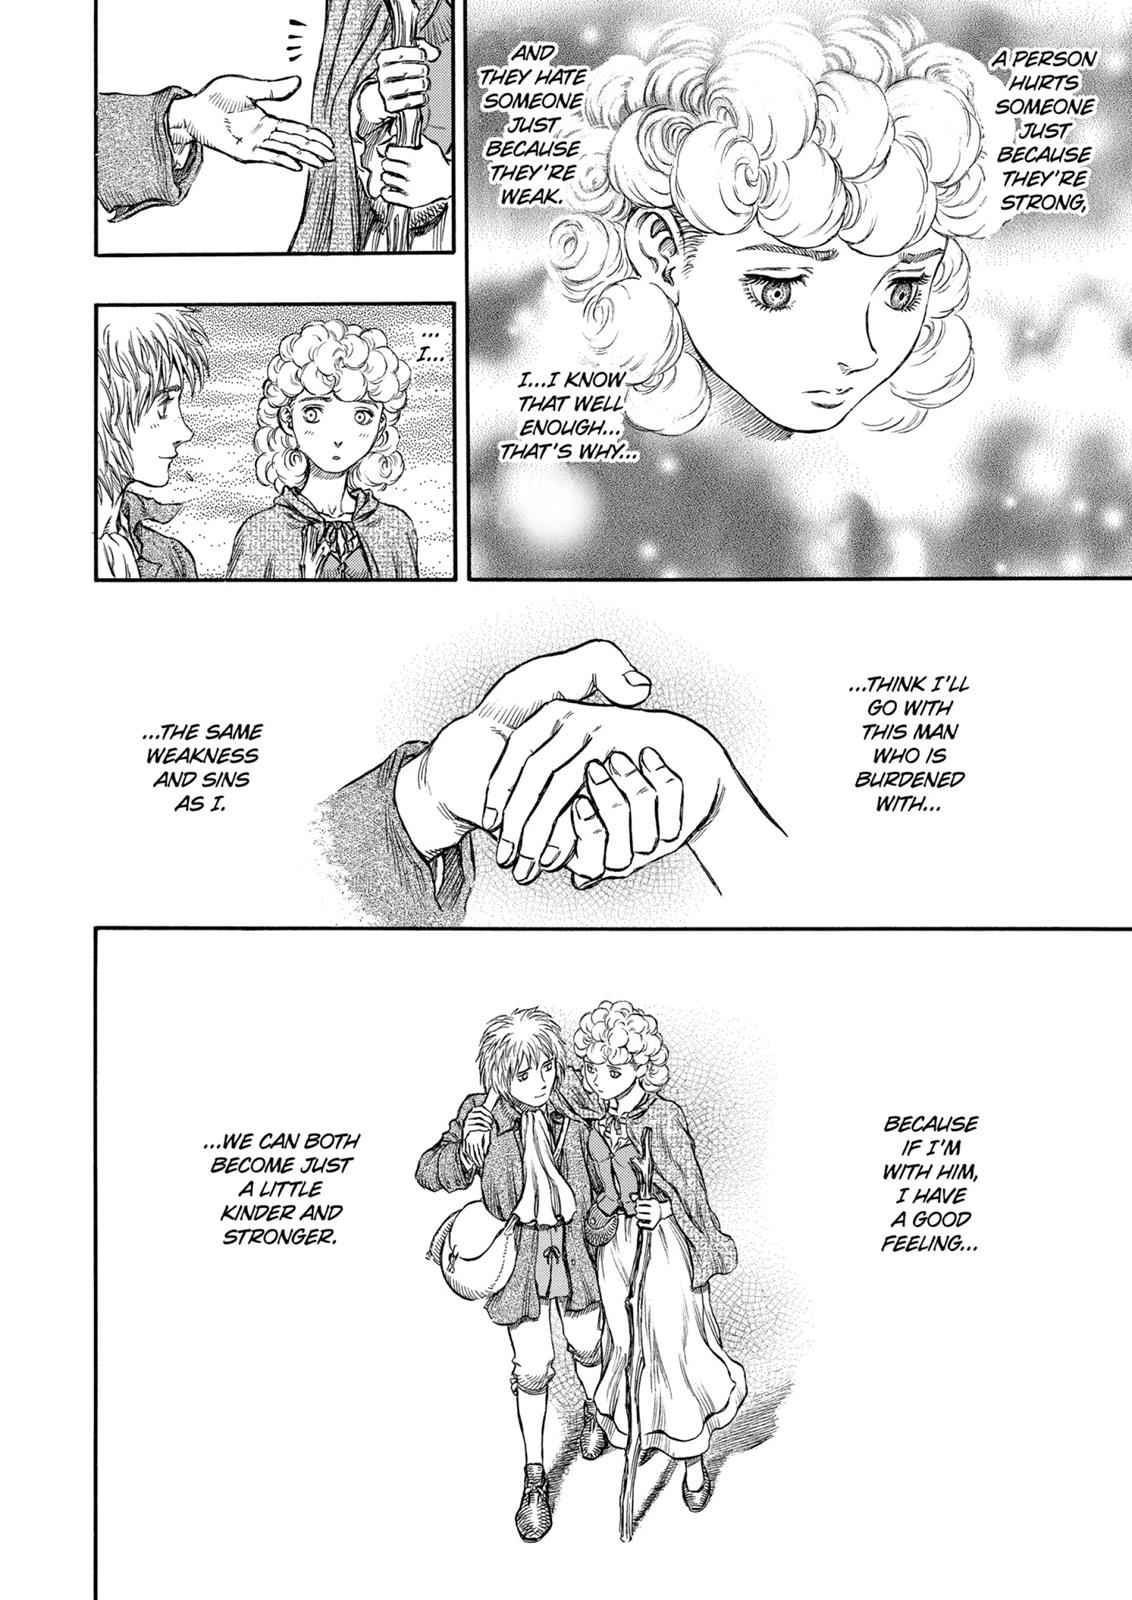 A PERSON
HURTS
SOMEONE
JUST
BECAUSE
THEY'RE
STRONG,
AND
THEY HATE
SOMEONE
JUST
BECAUSE
THEY'RE
WEAK.
I...I KNOW
THAT WELL
ENOUGH...
THAT'S WHY...
...
I...
...THINK I'LL
GO WITH
THIS MAN
WHO IS
BURDENED
WITH...
...THE SAME
WEAKNESS
AND SINS
AS I.
BECAUSE
IF I'M
WITH HIM,
I HAVE
A GOOD
FEELING...
...WE CAN BOTH
BECOME JUST
A LITTLE
KINDER AND
STRONGER.